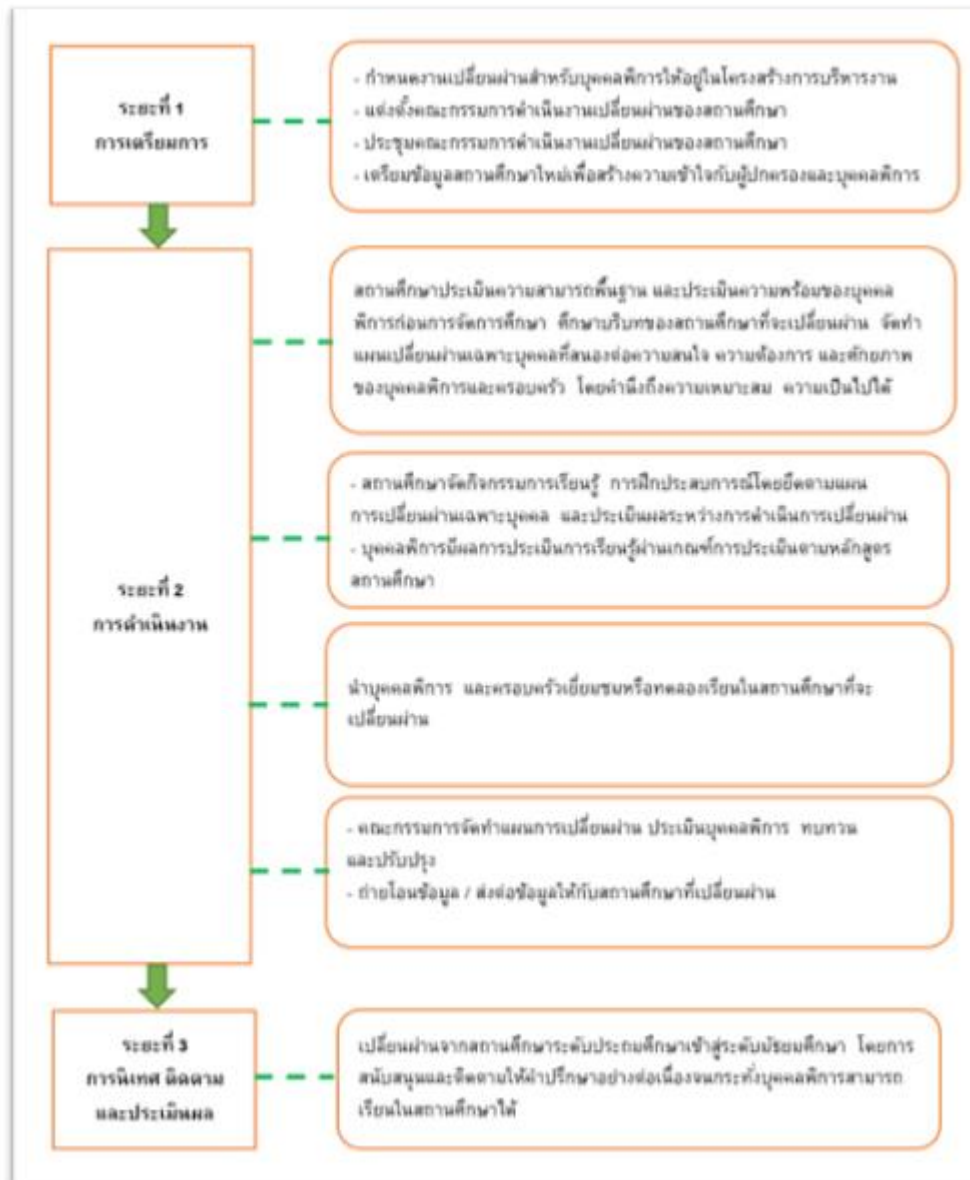 ระยะที่ 1
การเตรียมการ
- กำหนดงานเปลี่ยนผ่านสำหรับบุคคลพิการให้อยู่ในโครงสร้างการบริหารงาน
- แต่งตั้งคณะกรรมการดำเนินงานเปลี่ยนผ่านของสถานศึกษา
- ประชุมคณะกรรมการดำเนินงานเปลี่ยนผ่านของสถานศึกษา
- เตรียมข้อมูลสถานศึกษาใหม่เพื่อสร้างความเข้าใจกับผู้ปกครองและบุคคลพิการ
ระยะที่ 2
การดำเนินงาน
สถานศึกษาประเมินความสามารถพื้นฐาน และประเมินความพร้อมของบุคคล
พิการก่อนการจัดการศึกษา ศึกษาบริบทของสถานศึกษาที่จะเปลี่ยนผ่าน จัดทำ
แผนเปลี่ยนผ่านเฉพาะบุคคลที่สนองต่อความสนใจ ความต้องการ และศักยภาพ
ของบุคคลพิการและครอบครัว โดยคำนึงถึงความเหมาะสม ความเป็นไปได้
- สถานศึกษาจัดกิจกรรมการเรียนรู้ การฝึกประสบการณ์โดยยึดตามแผน
การเปลี่ยนผ่านเฉพาะบุคคล และประเมินผลระหว่างการดำเนินการเปลี่ยนผ่าน
- บุคคลพิการมีผลการประเมินการเรียนรู้ผ่านเกณฑ์การประเมินตามหลักสูตร
สถานศึกษา
นำบุคคลพิการ และครอบครัวเยี่ยมชมหรือทดลองเรียนในสถานศึกษาที่จะ
เปลี่ยนผ่าน
- คณะกรรมการจัดทำแผนการเปลี่ยนผ่าน ประเมินบุคคลพิการ ทบทวน
และปรับปรุง
- ถ่ายโอนข้อมูล / ส่งต่อข้อมูลให้กับสถานศึกษาที่เปลี่ยนผ่าน
ระยะที่ 3
การนิเทศ ติดตาม
และประเมินผล
เปลี่ยนผ่านจากสถานศึกษาระดับประถมศึกษาเข้าสู่ระดับมัธยมศึกษา โดยการ
สนับสนุนและติดตามให้คำปรึกษาอย่างต่อเนื่องจนกระทั่งบุคคลพิการสามารถ
เรียนในสถานศึกษาได้